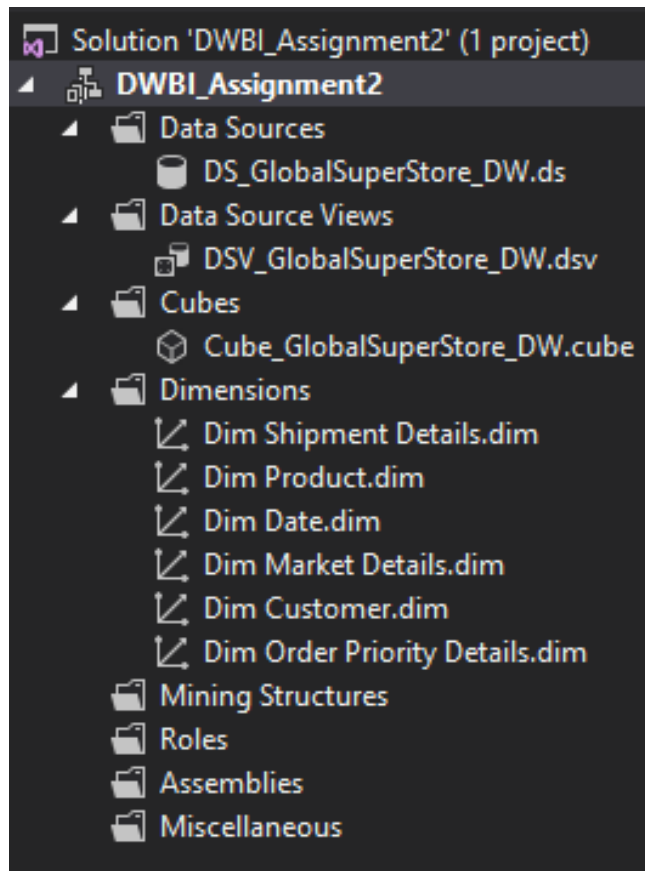 Solution 'DWBI_Assignment2' (1 project)
DWBI_Assignment2
Data Sources
DS_GlobalSuperStore_DW.ds
Data Source Views
DSV_GlobalSuperStore_DW.dsv
Cubes
Cube_GlobalSuperStore_DW.cube
Dimensions
Dim Shipment Details.dim
Dim Product.dim
Dim Date.dim
Dim Market Details.dim
Dim Customer.dim
Dim Order Priority Details.dim
Mining Structures
Roles
Assemblies
Miscellaneous